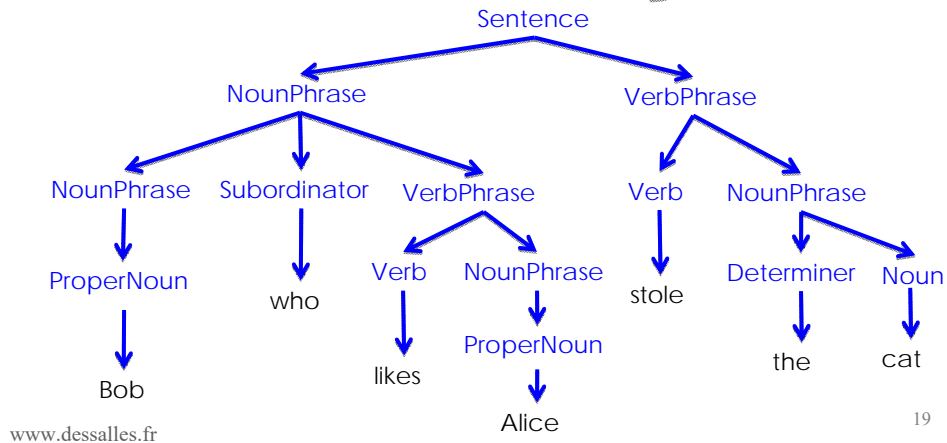 Sentence
NounPhrase VerbPhrase
NounPhrase Subordinator VerbPhrase Verb NounPhrase
ProperNoun who Verb NounPhrase stole Determiner Noun
ProperNoun
Bob likes the cat
Alice
www.dessalles.fr 19